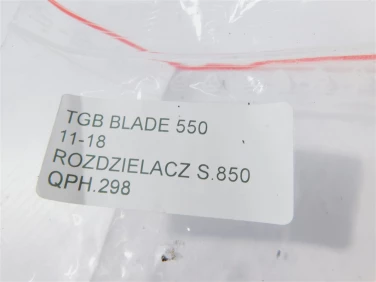 TGB BLADE 550
11-18
ROZDZIELACZ S.850
QPH.298